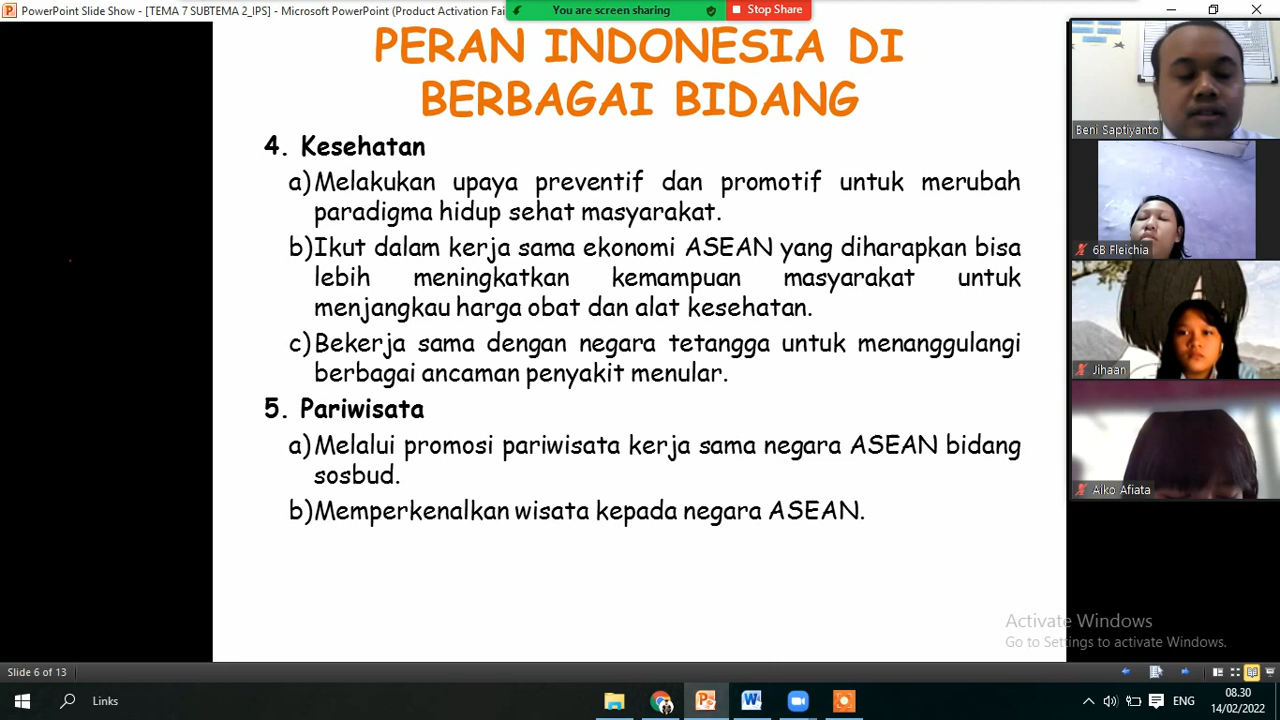 PowerPoint Slide Show - [TEMA 7 SUBTEMA 2_IPS] - Microsoft PowerPoint (Product Activation Fai
You are screen sharing
Stop Share
PERAN INDONESIA DI
BERBAGAI BIDANG
4. Kesehatan
a) Melakukan upaya preventif dan promotif untuk merubah
paradigma hidup sehat masyarakat.
b) Ikut dalam kerja sama ekonomi ASEAN yang diharapkan bisa
lebih meningkatkan kemampuan masyarakat untuk
menjangkau harga obat dan alat kesehatan.
c) Bekerja sama dengan negara tetangga untuk menanggulangi
berbagai ancaman penyakit menular.
5. Pariwisata
a) Melalui promosi pariwisata kerja sama negara ASEAN bidang
sosbud.
b) Memperkenalkan wisata kepada negara ASEAN.
Beni Saptiyanto
6B Fleichia
Jihaan
Aiko Afiata
Activate Windows
Go to Settings to activate Windows.
Slide 6 of 13
Links
ENG
08.30
14/02/2022